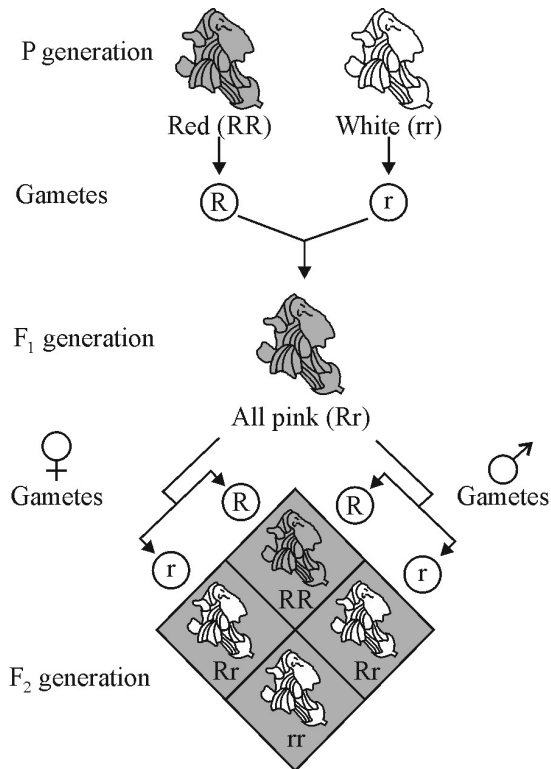 P generation
Red (RR) White (rr)
Gametes
R r
F₁ generation
All pink (Rr)
♀ ♂
Gametes Gametes
R R
r r
RR
Rr Rr
F₂ generation
rr